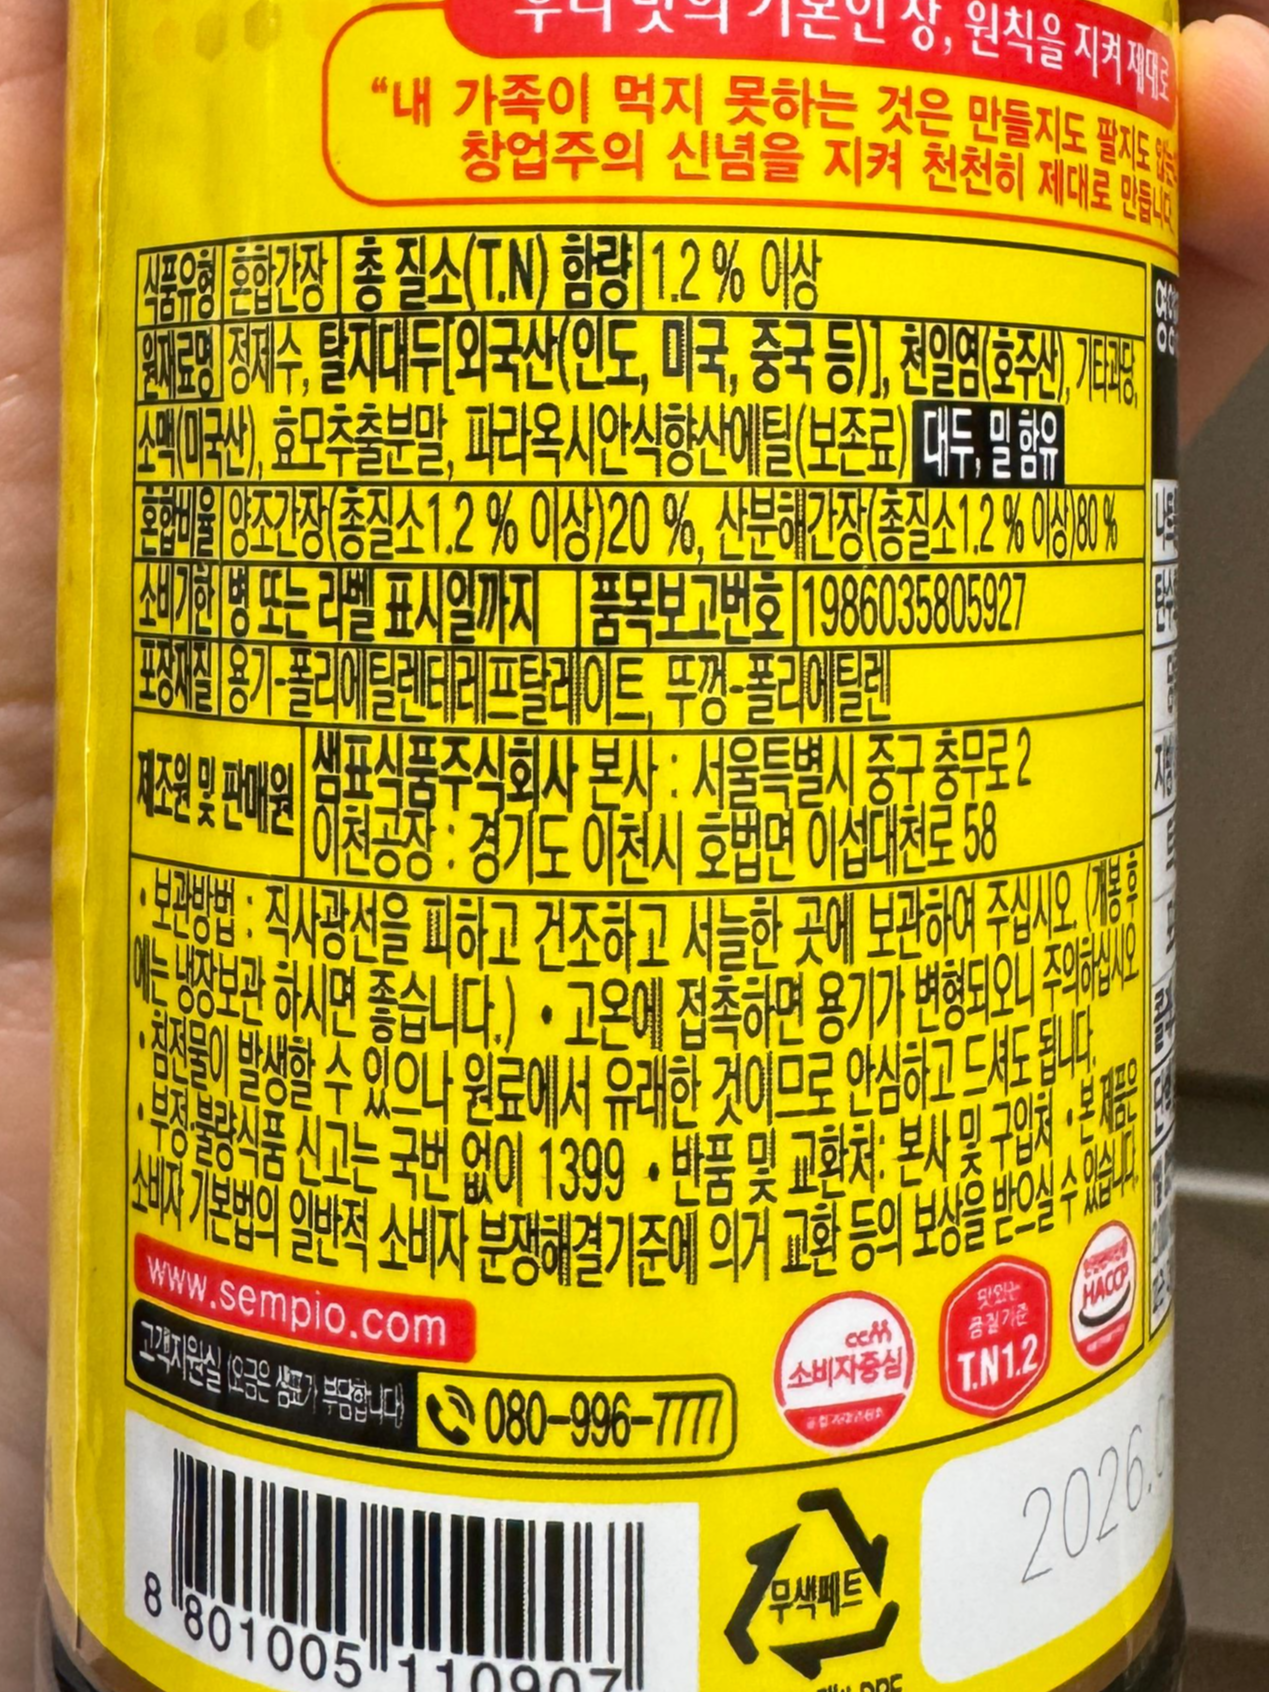 우리 맛의 기본인 장, 원칙을 지켜 제대로
“내 가족이 먹지 못하는 것은 만들지도 팔지도
창업주의 신념을 지켜 천천히 제대로 만듭니다.
식품유형 혼합간장 총 질소(T.N) 함량 1.2 % 이상
원재료명 정제수, 탈지대두[외국산(인도, 미국, 중국 등)], 천일염(호주산), 기타과당,
소맥(미국산), 효모추출분말, 파라옥시안식향산에틸(보존료) 대두, 밀 함유
혼합비율 양조간장(총질소1.2 % 이상)20 %, 산분해간장(총질소1.2 % 이상)80 %
소비기한 병 또는 라벨 표시일까지 품목보고번호 1986035805927
포장재질 용기-폴리에틸렌테레프탈레이트, 뚜껑-폴리에틸렌
제조원 및 판매원 샘표식품주식회사 본사 : 서울특별시 중구 충무로 2
이천공장 : 경기도 이천시 호법면 이섭대천로 58
• 보관방법 : 직사광선을 피하고 건조하고 서늘한 곳에 보관하여 주십시오. (개봉 후
에는 냉장보관 하시면 좋습니다.) • 고온에 접촉하면 용기가 변형되오니 주의하십시오
• 침전물이 발생할 수 있으나 원료에서 유래한 것이므로 안심하고 드셔도 됩니다.
• 부정·불량식품 신고는 국번 없이 1399 • 반품 및 교환처: 본사 및 구입처 • 본 제품은
소비자 기본법의 일반적 소비자 분쟁해결기준에 의거 교환 등의 보상을 받으실 수 있습니다.
www.sempio.com
고객지원실 (요금은 샘표가 부담합니다) 080-996-7777
ccm
소비자중심
맛있는
품질기준
T.N 1.2
HACCP
무색페트
2026.
8 801005 110907